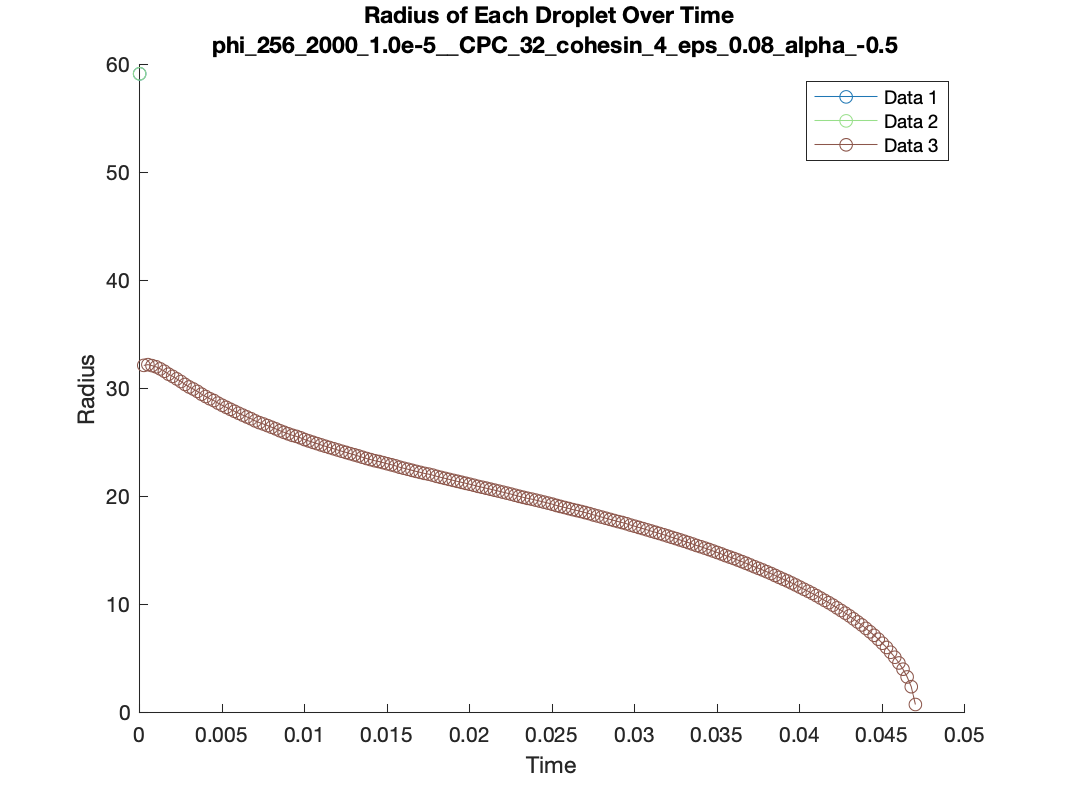 Radius of Each Droplet Over Time
phi_256_2000_1.0e-5__CPC_32_cohesin_4_eps_0.08_alpha_-0.5
60
50
40
30
20
10
0
Radius
Data 1
Data 2
Data 3
0 0.005 0.01 0.015 0.02 0.025 0.03 0.035 0.04 0.045 0.05
Time